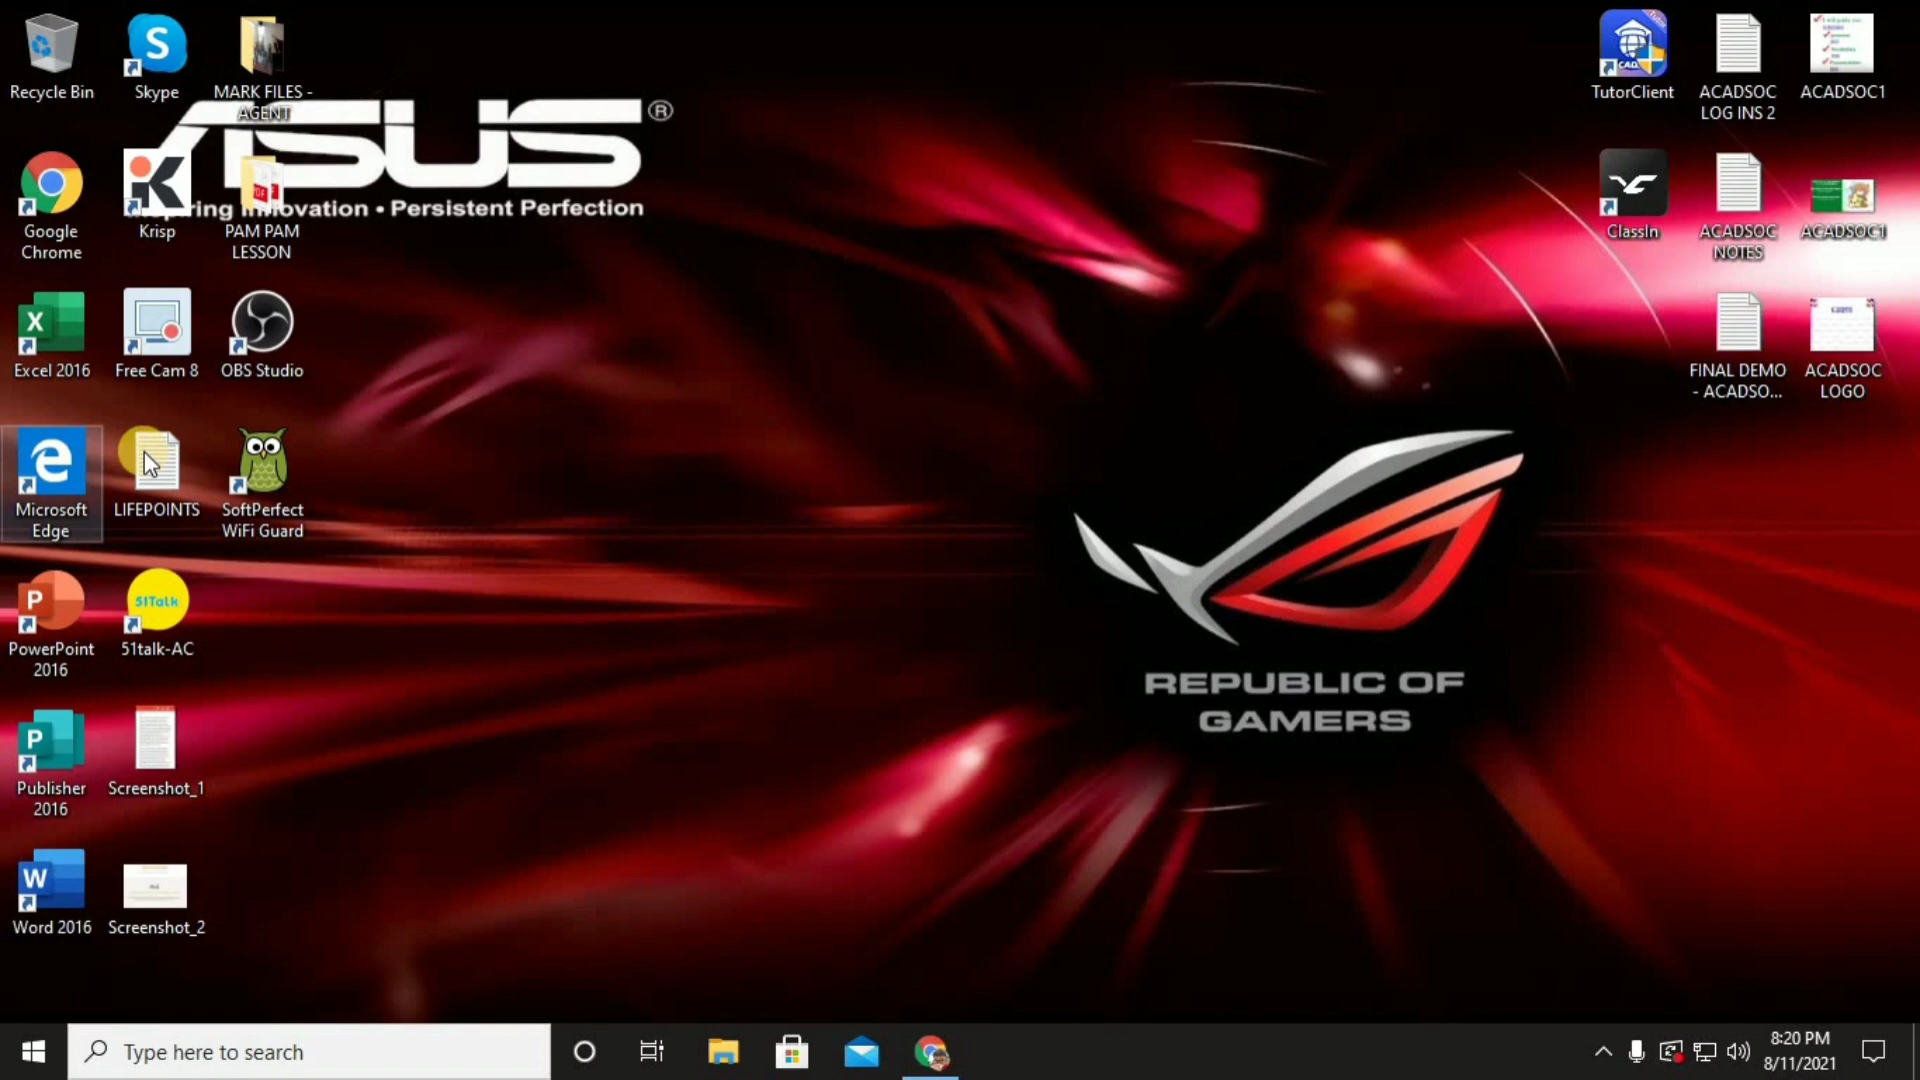 Recycle Bin
Skype
MARK FILES -
AGENT
TutorClient
ACADSOC
LOG INS 2
ACADSOC1
ASUS®
Inspiring Innovation • Persistent Perfection
Google
Chrome
Krisp
PDF
PAM PAM
LESSON
ClassIn
ACADSOC
NOTES
ACADSOC1
Excel 2016
Free Cam 8
OBS Studio
FINAL DEMO
- ACADSO...
ACADSOC
LOGO
Microsoft
Edge
LIFEPOINTS
SoftPerfect
WiFi Guard
PowerPoint
2016
51Talk
51talk-AC
REPUBLIC OF
GAMERS
Publisher
2016
Screenshot_1
Word 2016
Screenshot_2
Type here to search
8:20 PM
8/11/2021